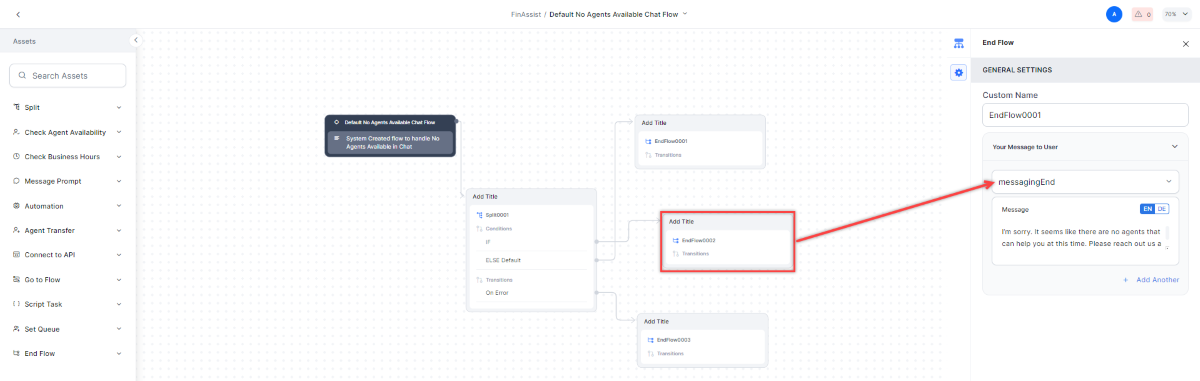 FinAssist / Default No Agents Available Chat Flow
A
0
70%
Assets
Search Assets
Split
Check Agent Availability
Check Business Hours
Message Prompt
Automation
Agent Transfer
Connect to API
Go to Flow
Script Task
Set Queue
End Flow
Default No Agents Available Chat Flow
System Created flow to handle No
Agents Available in Chat
Add Title
Split0001
Conditions
If
ELSE Default
Transitions
On Error
Add Title
EndFlow0001
Transitions
Add Title
EndFlow0002
Transitions
Add Title
EndFlow0003
Transitions
End Flow
GENERAL SETTINGS
Custom Name
EndFlow0001
Your Message to User
messagingEnd
Message
EN DE
I'm sorry. It seems like there are no agents that
can help you at this time. Please reach out us a
+ Add Another